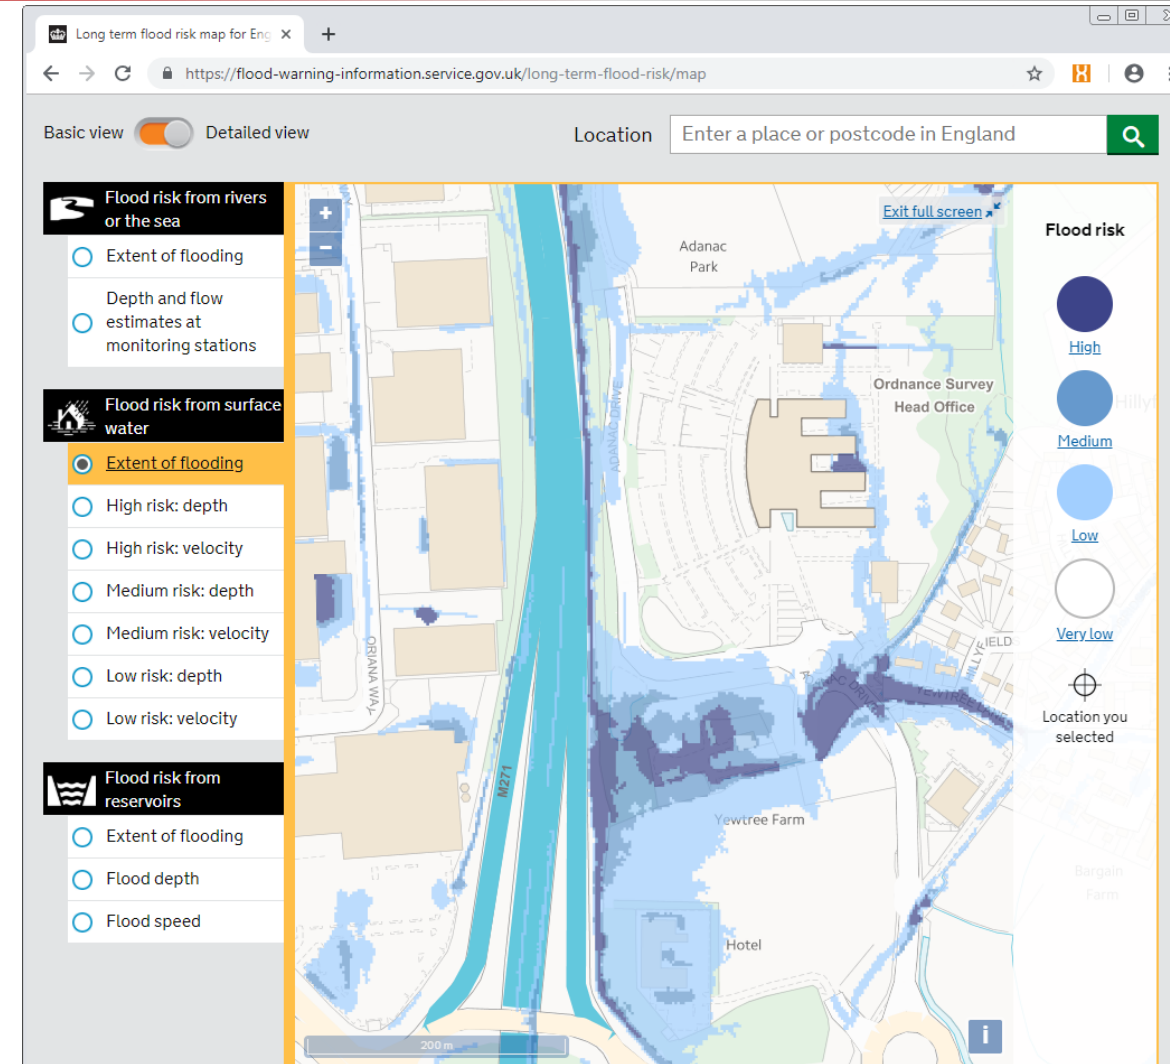 Long term flood risk map for Eng
https://flood-warning-information.service.gov.uk/long-term-flood-risk/map
Basic view
Detailed view
Location
Enter a place or postcode in England
Flood risk from rivers
or the sea
Extent of flooding
Depth and flow
estimates at
monitoring stations
Flood risk from surface
water
Extent of flooding
High risk: depth
High risk: velocity
Medium risk: depth
Medium risk: velocity
Low risk: depth
Low risk: velocity
Flood risk from
reservoirs
Extent of flooding
Flood depth
Flood speed
+
−
Exit full screen
Adanac
Park
Ordnance Survey
Head Office
ADANAC DRIVE
ORIANA WAY
M271
HILLYFIELD
Yewtree Farm
Hotel
200 m
i
Flood risk
High
Hillyf
Medium
Low
Very low
Location you
selected
Bargain
Farm